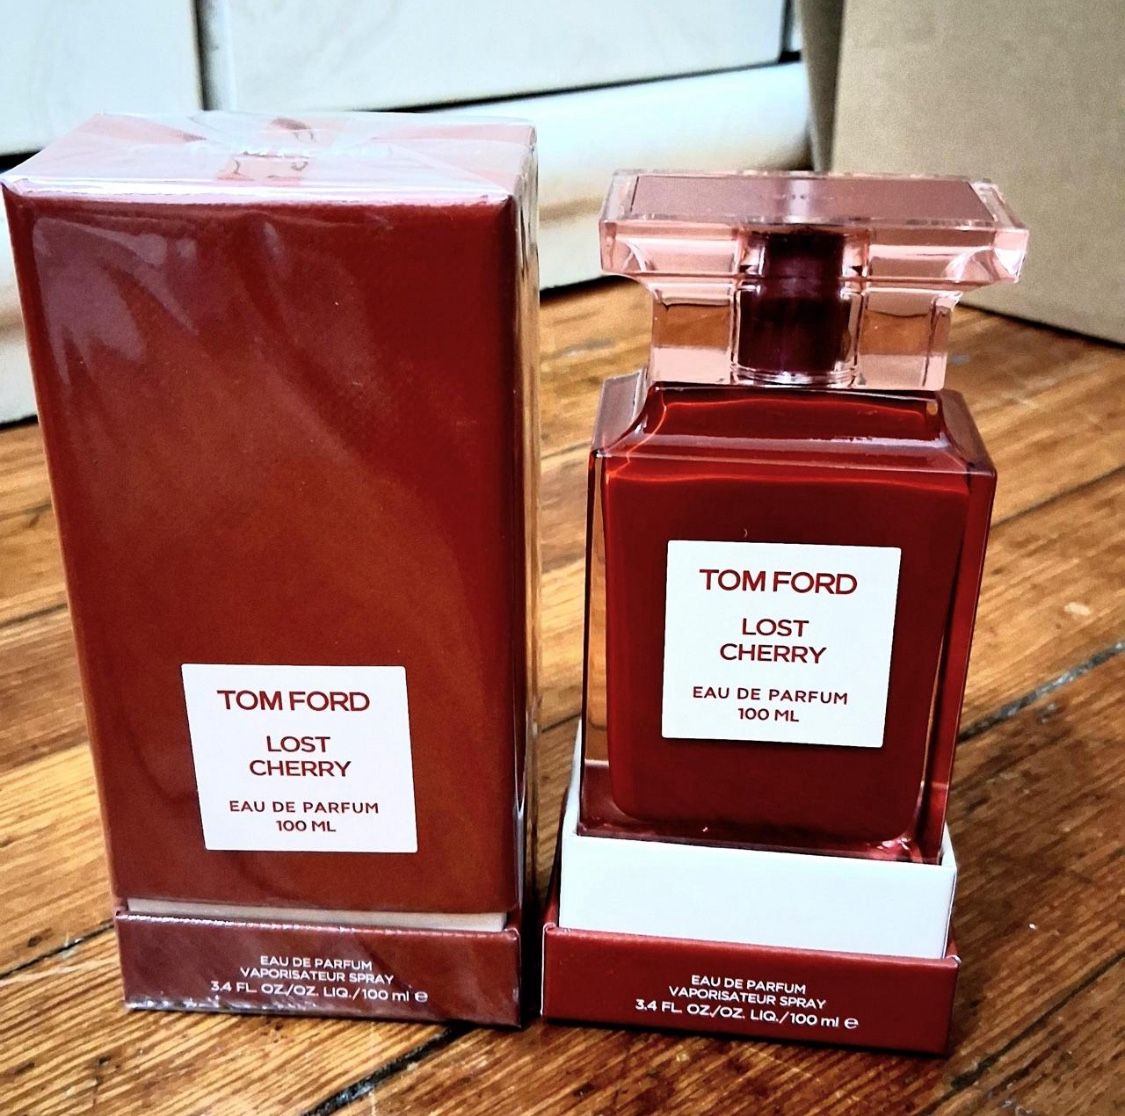 TOM FORD
LOST
CHERRY
EAU DE PARFUM
100 ML
EAU DE PARFUM
VAPORISATEUR SPRAY
3.4 FL. OZ./OZ. LIQ./100 ml ℮
TOM FORD
LOST
CHERRY
EAU DE PARFUM
100 ML
EAU DE PARFUM
VAPORISATEUR SPRAY
3.4 FL. OZ./OZ. LIQ./100 ml ℮